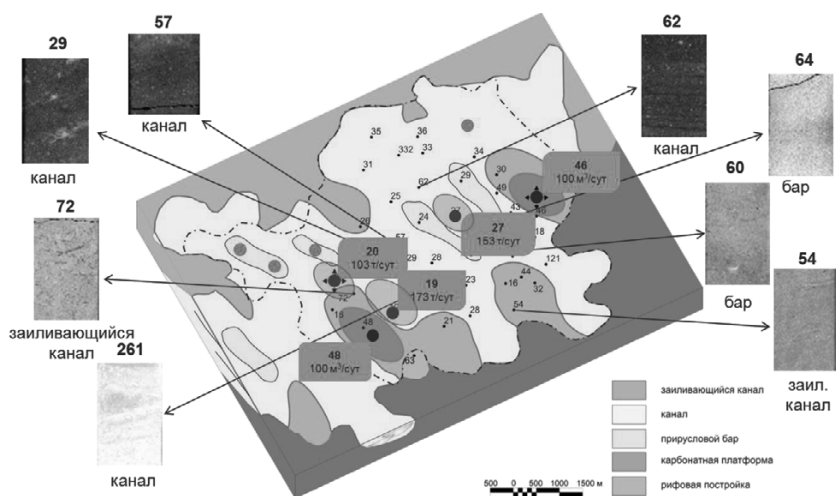 29
канал
57
канал
62
канал
64
бар
60
бар
54
заил.
канал
72
заиливающийся
канал
261
канал
46
100 м³/сут
27
153 т/сут
20
103 т/сут
19
173 т/сут
48
100 м³/сут
35
36
332
33
34
31
62
29
30
49
25
24
43
46
18
26
57
29
28
121
44
16
32
23
54
28
21
72
18
48
63
заиливающийся канал
канал
прирусловой бар
карбонатная платформа
рифовая постройка
500 0 500 1000 1500 м